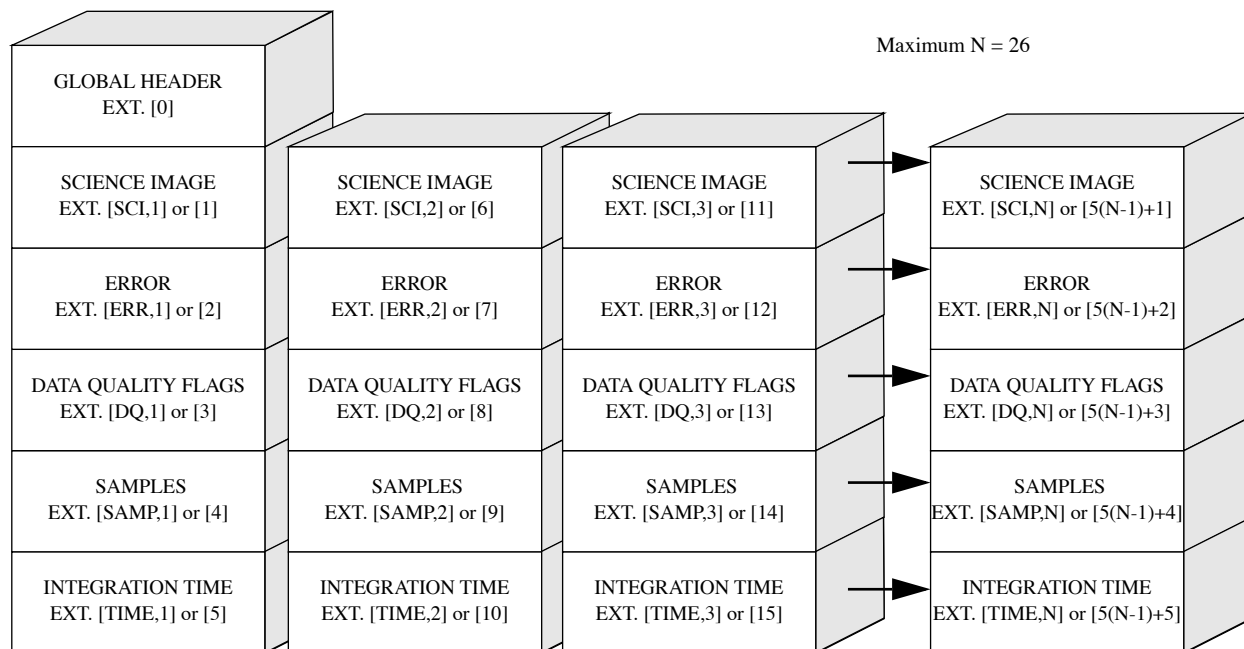 Maximum N = 26
GLOBAL HEADER
EXT. [0]
SCIENCE IMAGE
EXT. [SCI,1] or [1]
ERROR
EXT. [ERR,1] or [2]
DATA QUALITY FLAGS
EXT. [DQ,1] or [3]
SAMPLES
EXT. [SAMP,1] or [4]
INTEGRATION TIME
EXT. [TIME,1] or [5]
SCIENCE IMAGE
EXT. [SCI,2] or [6]
ERROR
EXT. [ERR,2] or [7]
DATA QUALITY FLAGS
EXT. [DQ,2] or [8]
SAMPLES
EXT. [SAMP,2] or [9]
INTEGRATION TIME
EXT. [TIME,2] or [10]
SCIENCE IMAGE
EXT. [SCI,3] or [11]
ERROR
EXT. [ERR,3] or [12]
DATA QUALITY FLAGS
EXT. [DQ,3] or [13]
SAMPLES
EXT. [SAMP,3] or [14]
INTEGRATION TIME
EXT. [TIME,3] or [15]
SCIENCE IMAGE
EXT. [SCI,N] or [5(N-1)+1]
ERROR
EXT. [ERR,N] or [5(N-1)+2]
DATA QUALITY FLAGS
EXT. [DQ,N] or [5(N-1)+3]
SAMPLES
EXT. [SAMP,N] or [5(N-1)+4]
INTEGRATION TIME
EXT. [TIME,N] or [5(N-1)+5]